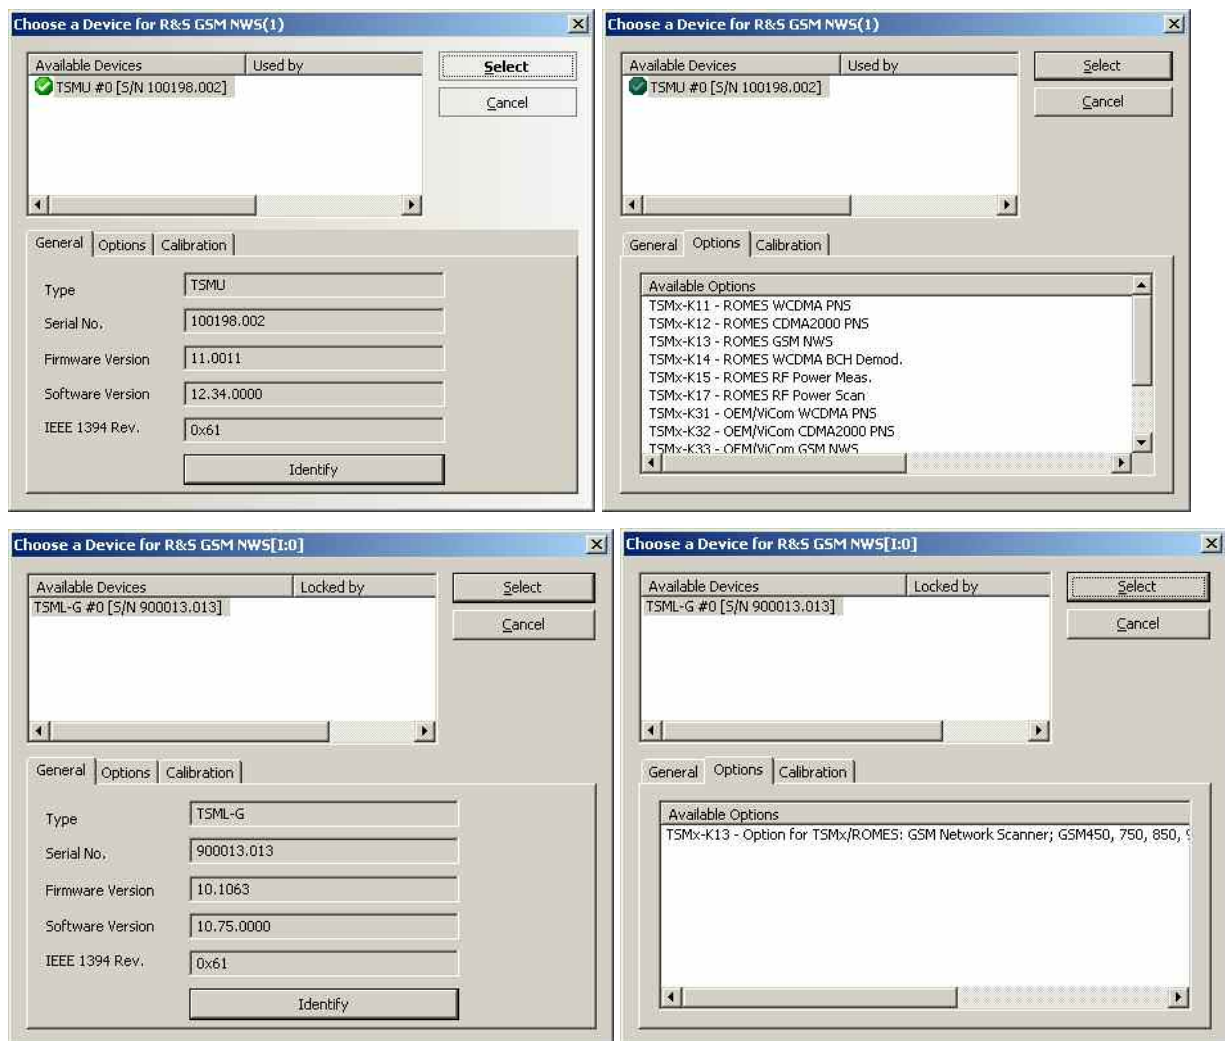 Choose a Device for R&S GSM NWS(1)
Available Devices Used by
TSMU #0 [S/N 100198.002]
Select
Cancel
General Options Calibration
Type TSMU
Serial No. 100198.002
Firmware Version 11.0011
Software Version 12.34.0000
IEEE 1394 Rev. 0x61
Identify
Choose a Device for R&S GSM NWS(1)
Available Devices Used by
TSMU #0 [S/N 100198.002]
Select
Cancel
General Options Calibration
Available Options
TSMx-K11 - ROMES WCDMA PNS
TSMx-K12 - ROMES CDMA2000 PNS
TSMx-K13 - ROMES GSM NWS
TSMx-K14 - ROMES WCDMA BCH Demod.
TSMx-K15 - ROMES RF Power Meas.
TSMx-K17 - ROMES RF Power Scan
TSMx-K31 - OEM/ViCom WCDMA PNS
TSMx-K32 - OEM/ViCom CDMA2000 PNS
TSMx-K33 - OEM/ViCom GSM NWS
Choose a Device for R&S GSM NWS[I:0]
Available Devices Locked by
TSML-G #0 [S/N 900013.013]
Select
Cancel
General Options Calibration
Type TSML-G
Serial No. 900013.013
Firmware Version 10.1063
Software Version 10.75.0000
IEEE 1394 Rev. 0x61
Identify
Choose a Device for R&S GSM NWS[I:0]
Available Devices Locked by
TSML-G #0 [S/N 900013.013]
Select
Cancel
General Options Calibration
Available Options
TSMx-K13 - Option for TSMx/ROMES: GSM Network Scanner; GSM450, 750, 850,